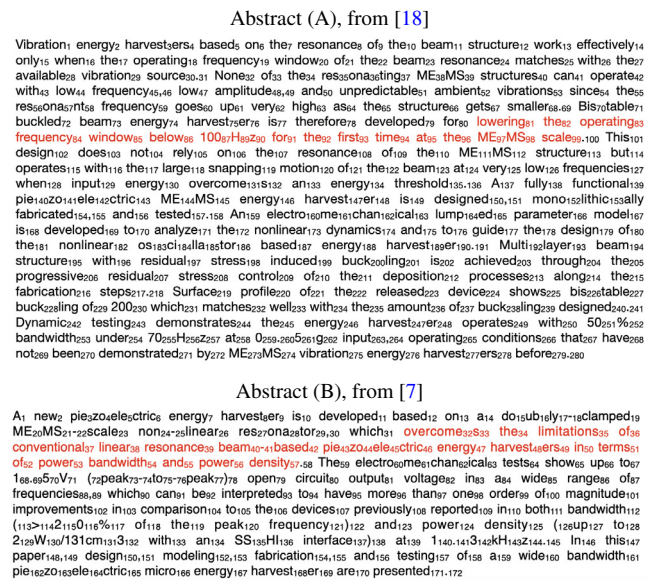 Abstract (A), from [18]
Vibration1 energy2 harvest3ers4 based5 on6 the7 resonance8 of9 the10 beam11 structure12 work13 effectively14
only15 when16 the17 operating18 frequency19 window20 of21 the22 beam23 resonance24 matches25 with26 the27
available28 vibration29 source30.31 None32 of33 the34 res35ona36ting37 ME38MS39 structures40 can41 operate42
with43 low44 frequency45,46 low47 amplitude48,49 and50 unpredictable51 ambient52 vibrations53 since54 the55
res56ona57nt58 frequency59 goes60 up61 very62 high63 as64 the65 structure66 gets67 smaller68.69 Bis70table71
buckled72 beam73 energy74 harvest75er76 is77 therefore78 developed79 for80 lowering81 the82 operating83
frequency84 window85 below86 10087H89z90 for91 the92 first93 time94 at95 the96 ME97MS98 scale99.100 This101
design102 does103 not104 rely105 on106 the107 resonance108 of109 the110 ME111MS112 structure113 but114
operates115 with116 the117 large118 snapping119 motion120 of121 the122 beam123 at124 very125 low126 frequencies127
when128 input129 energy130 overcome131s132 an133 energy134 threshold135.136 A137 fully138 functional139
pie140zo141ele142ctric143 ME144MS145 energy146 harvest147er148 is149 designed150,151 mono152lithic153ally
fabricated154,155 and156 tested157.158 An159 electro160me161chan162ical163 lump164ed165 parameter166 model167
is168 developed169 to170 analyze171 the172 nonlinear173 dynamics174 and175 to176 guide177 the178 design179 of180
the181 nonlinear182 os183ci184lla185stor186 based187 energy188 harvest189er190.191 Multi192layer193 beam194
structure195 with196 residual197 stress198 induced199 buck200ling201 is202 achieved203 through204 the205
progressive206 residual207 stress208 control209 of210 the211 deposition212 processes213 along214 the215
fabrication216 steps217.218 Surface219 profile220 of221 the222 released223 device224 shows225 bis226table227
buck228ling of229 200230 which231 matches232 well233 with234 the235 amount236 of237 buck238ling239 designed240.241
Dynamic242 testing243 demonstrates244 the245 energy246 harvest247er248 operates249 with250 50251%252
bandwidth253 under254 70255H256z257 at258 0259.2605261g262 input263,264 operating265 conditions266 that267 have268
not269 been270 demonstrated271 by272 ME273MS274 vibration275 energy276 harvest277ers278 before279.280
Abstract (B), from [7]
A1 new2 pie3zo4ele5ctric6 energy7 harvest8er9 is10 developed11 based12 on13 a14 do15ub16ly17-18clamped19
ME20MS21-22scale23 non24-25linear26 res27ona28tor29,30 which31 overcome32s33 the34 limitations35 of36
conventional37 linear38 resonance39 beam40-41based42 pie43zo44ele45sctric46 energy47 harvest48ers49 in50 terms51
of52 power53 bandwidth54 and55 power56 density57.58 The59 electro60me61chan62ical63 tests64 show65 up66 to67
168.69570V71 (72peak73-74to75-76peak77)78 open79 circuit80 output81 voltage82 in83 a84 wide85 range86 of87
frequencies88,89 which90 can91 be92 interpreted93 to94 have95 more96 than97 one98 order99 of100 magnitude101
improvements102 in103 comparison104 to105 the106 devices107 previously108 reported109 in110 both111 bandwidth112
(113>1142115 0116%117 of118 the119 peak120 frequency121)122 and123 power124 density125 (126up127 to128
2129W130/131cm3132 with133 an134 SS135HI136 interface137)138 at139 1140.1413142kH143z144.145 In146 this147
paper148,149 design150,151 modeling152,153 fabrication154,155 and156 testing157 of158 a159 wide160 bandwidth161
pie162zo163ele164ctric165 micro166 energy167 harvest168er169 are170 presented171.172